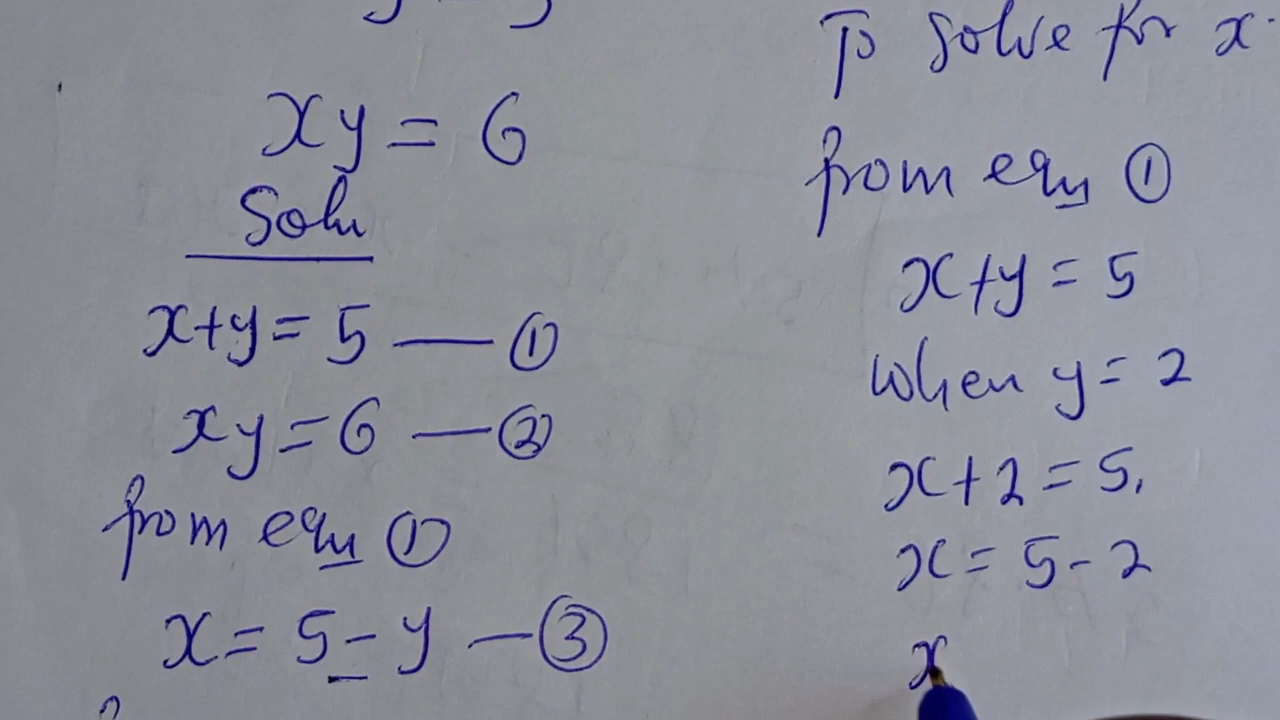 xy = 6
Soln
x+y = 5 — ①
xy = 6 — ②
from eqn ①
x = 5 - y — ③
To solve for x.
from eqn ①
x+y = 5
when y = 2
x+2 = 5,
x = 5 - 2
x